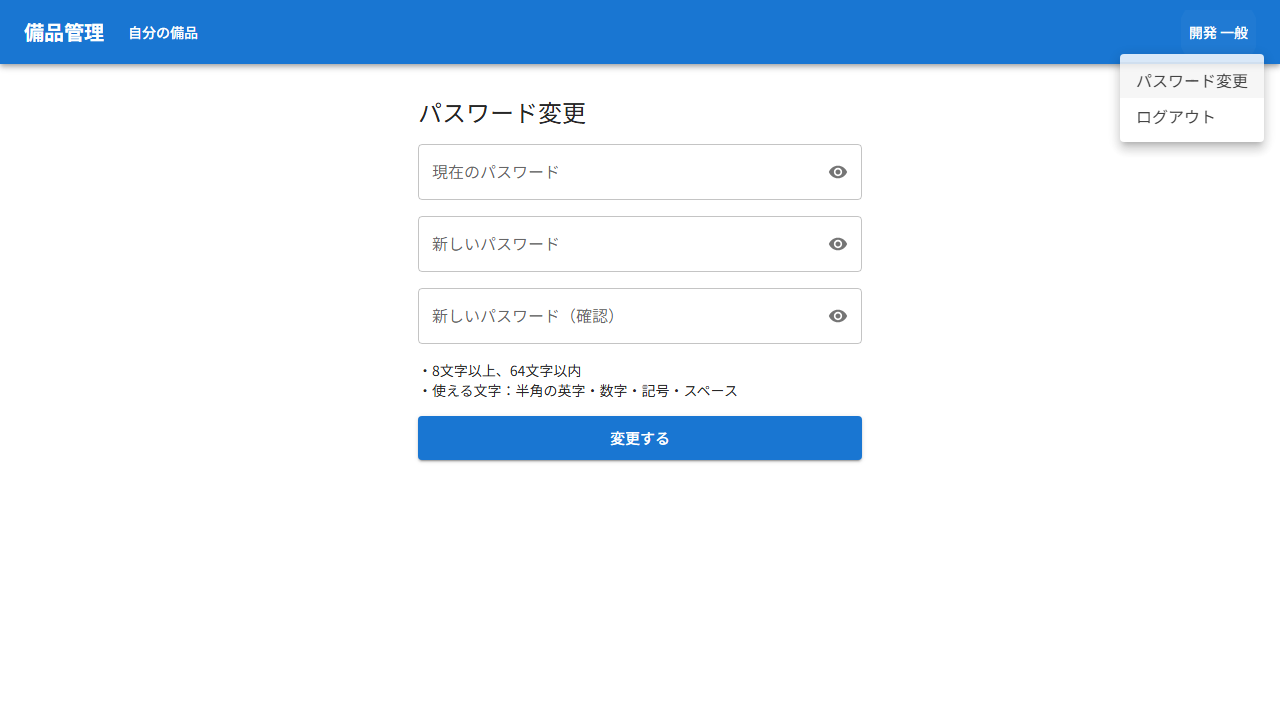 備品管理
自分の備品
開発 一般
パスワード変更
ログアウト
パスワード変更
現在のパスワード
新しいパスワード
新しいパスワード（確認）
・8文字以上、64文字以内
・使える文字：半角の英字・数字・記号・スペース
変更する